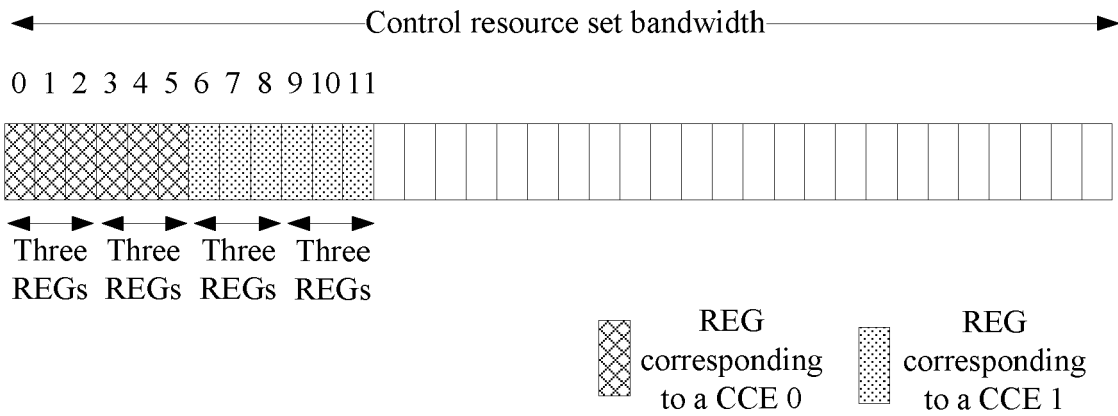 Control resource set bandwidth
0 1 2 3 4 5 6 7 8 9 10 11
Three REGs
Three REGs
Three REGs
Three REGs
REG
corresponding
to a CCE 0
REG
corresponding
to a CCE 1